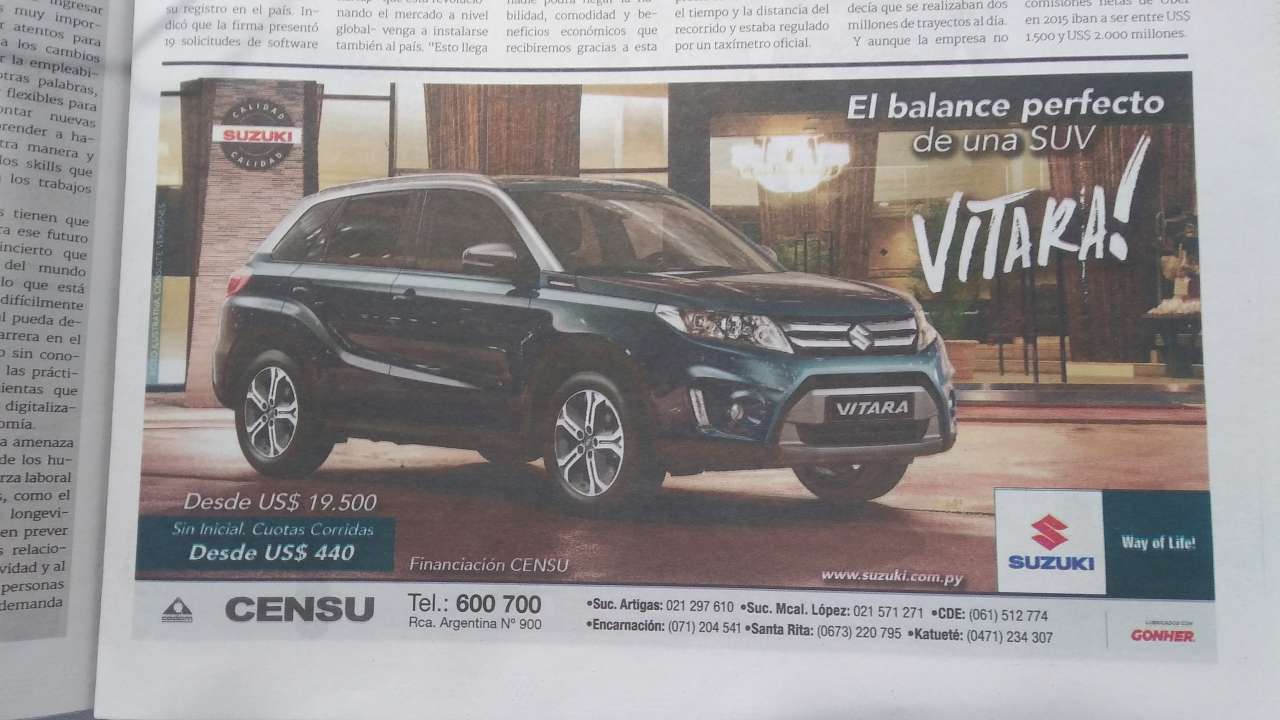 ingresar
muy impor-
atentos para
a los cambios
r la empleabi-
otras palabras,
flexibles para
ontar nuevas
render a ha-
tra manera y
los skills que
los trabajos
s tienen que
ra ese futuro
incierto que
del mundo
lo que está
difícilmente
l pueda de-
arrera en el
o sin cono-
las prácti-
ientas que
digitaliza-
omía.
a amenaza
de los hu-
rza laboral
s, como el
longevi-
en prever
s relacio-
vidad y al
personas
demanda
su registro en el país. In-
dicó que la firma presentó
19 solicitudes de software
nando el mercado a nivel
global- venga a instalarse
también al país. "Esto llega
bilidad, comodidad y be-
neficios económicos que
recibiremos gracias a esta
el tiempo y la distancia del
recorrido y estaba regulado
por un taxímetro oficial.
decía que se realizaban dos
millones de trayectos al día.
Y aunque la empresa no
comisiones netas de Uber
en 2015 iban a ser entre US$
1.500 y US$ 2.000 millones.
CALIDAD
SUZUKI
CALIDAD
El balance perfecto
de una SUV
VITARA!
VITARA
Desde US$ 19.500
Sin Inicial. Cuotas Corridas
Desde US$ 440
Financiación CENSU
www.suzuki.com.py
SUZUKI
Way of Life!
cadam
CENSU
Tel.: 600 700
Rca. Argentina Nº 900
•Suc. Artigas: 021 297 610 •Suc. Mcal. López: 021 571 271 •CDE: (061) 512 774
•Encarnación: (071) 204 541 •Santa Rita: (0673) 220 795 •Katueté: (0471) 234 307
LUBRICADOS CON
GONHER